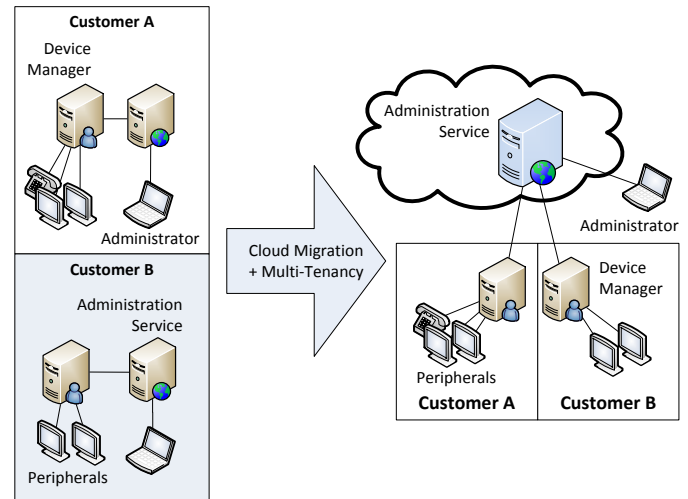 Customer A
Device
Manager
Administrator
Customer B
Administration
Service
Peripherals
Cloud Migration
+ Multi-Tenancy
Administration
Service
Administrator
Device
Manager
Peripherals
Customer A
Customer B